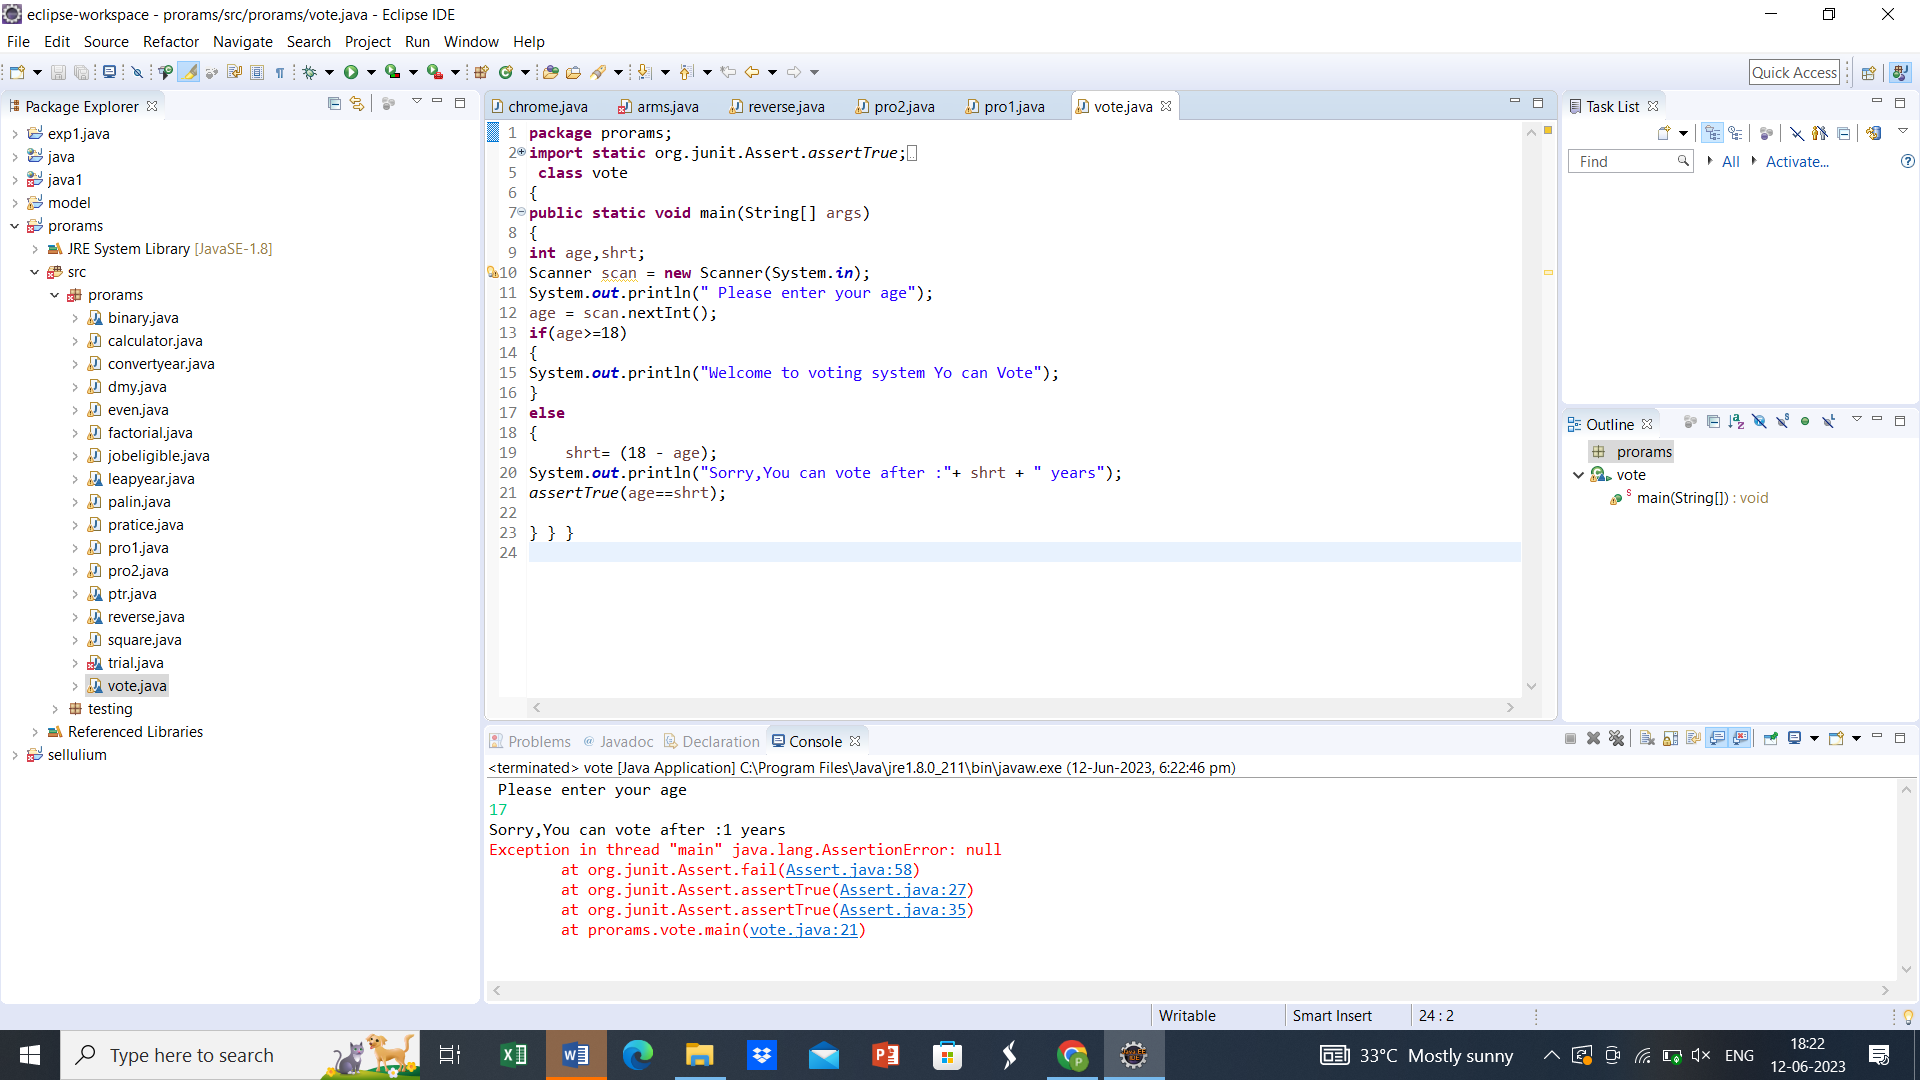 eclipse-workspace - prorams/src/prorams/vote.java - Eclipse IDE
File Edit Source Refactor Navigate Search Project Run Window Help
Quick Access
Package Explorer
exp1.java
java
java1
model
prorams
JRE System Library [JavaSE-1.8]
src
prorams
binary.java
calculator.java
convertyear.java
dmy.java
even.java
factorial.java
jobeligible.java
leapyear.java
palin.java
pratice.java
pro1.java
pro2.java
ptr.java
reverse.java
square.java
trial.java
vote.java
testing
Referenced Libraries
sellulium
chrome.java arms.java reverse.java pro2.java pro1.java vote.java
1 package prorams;
2 import static org.junit.Assert.assertTrue;
5 class vote
6 {
7 public static void main(String[] args)
8 {
9 int age,shrt;
10 Scanner scan = new Scanner(System.in);
11 System.out.println(" Please enter your age");
12 age = scan.nextInt();
13 if(age>=18)
14 {
15 System.out.println("Welcome to voting system Yo can Vote");
16 }
17 else
18 {
19 shrt= (18 - age);
20 System.out.println("Sorry,You can vote after :"+ shrt + " years");
21 assertTrue(age==shrt);
22
23 } } }
24
Task List
Find All Activate...
Outline
prorams
vote
main(String[]) : void
Problems @ Javadoc Declaration Console
<terminated> vote [Java Application] C:\Program Files\Java\jre1.8.0_211\bin\javaw.exe (12-Jun-2023, 6:22:46 pm)
Please enter your age
17
Sorry,You can vote after :1 years
Exception in thread "main" java.lang.AssertionError: null
at org.junit.Assert.fail(Assert.java:58)
at org.junit.Assert.assertTrue(Assert.java:27)
at org.junit.Assert.assertTrue(Assert.java:35)
at prorams.vote.main(vote.java:21)
Writable Smart Insert 24 : 2
Type here to search
33°C Mostly sunny
ENG
18:22
12-06-2023